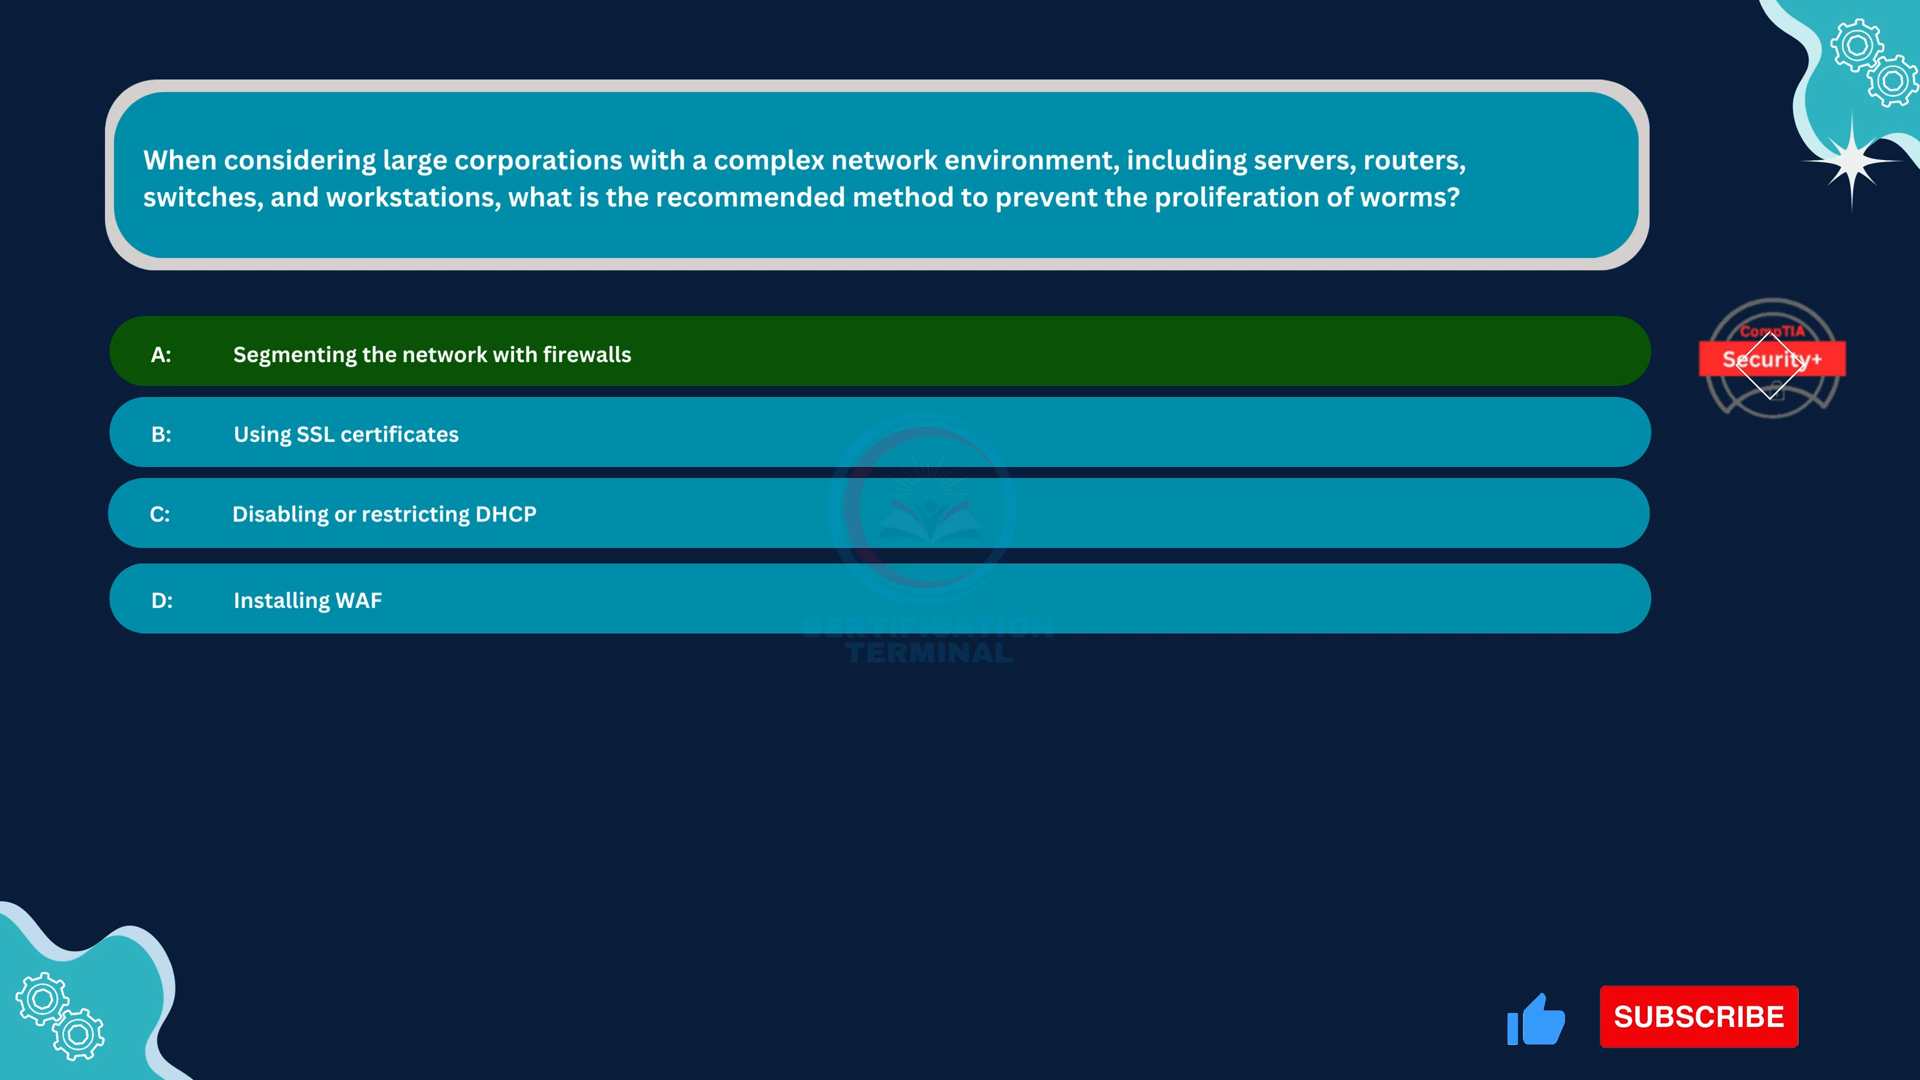 When considering large corporations with a complex network environment, including servers, routers,
switches, and workstations, what is the recommended method to prevent the proliferation of worms?
A: Segmenting the network with firewalls
CompTIA
Security+
B: Using SSL certificates
C: Disabling or restricting DHCP
D: Installing WAF
CERTIFICATION
TERMINAL
SUBSCRIBE